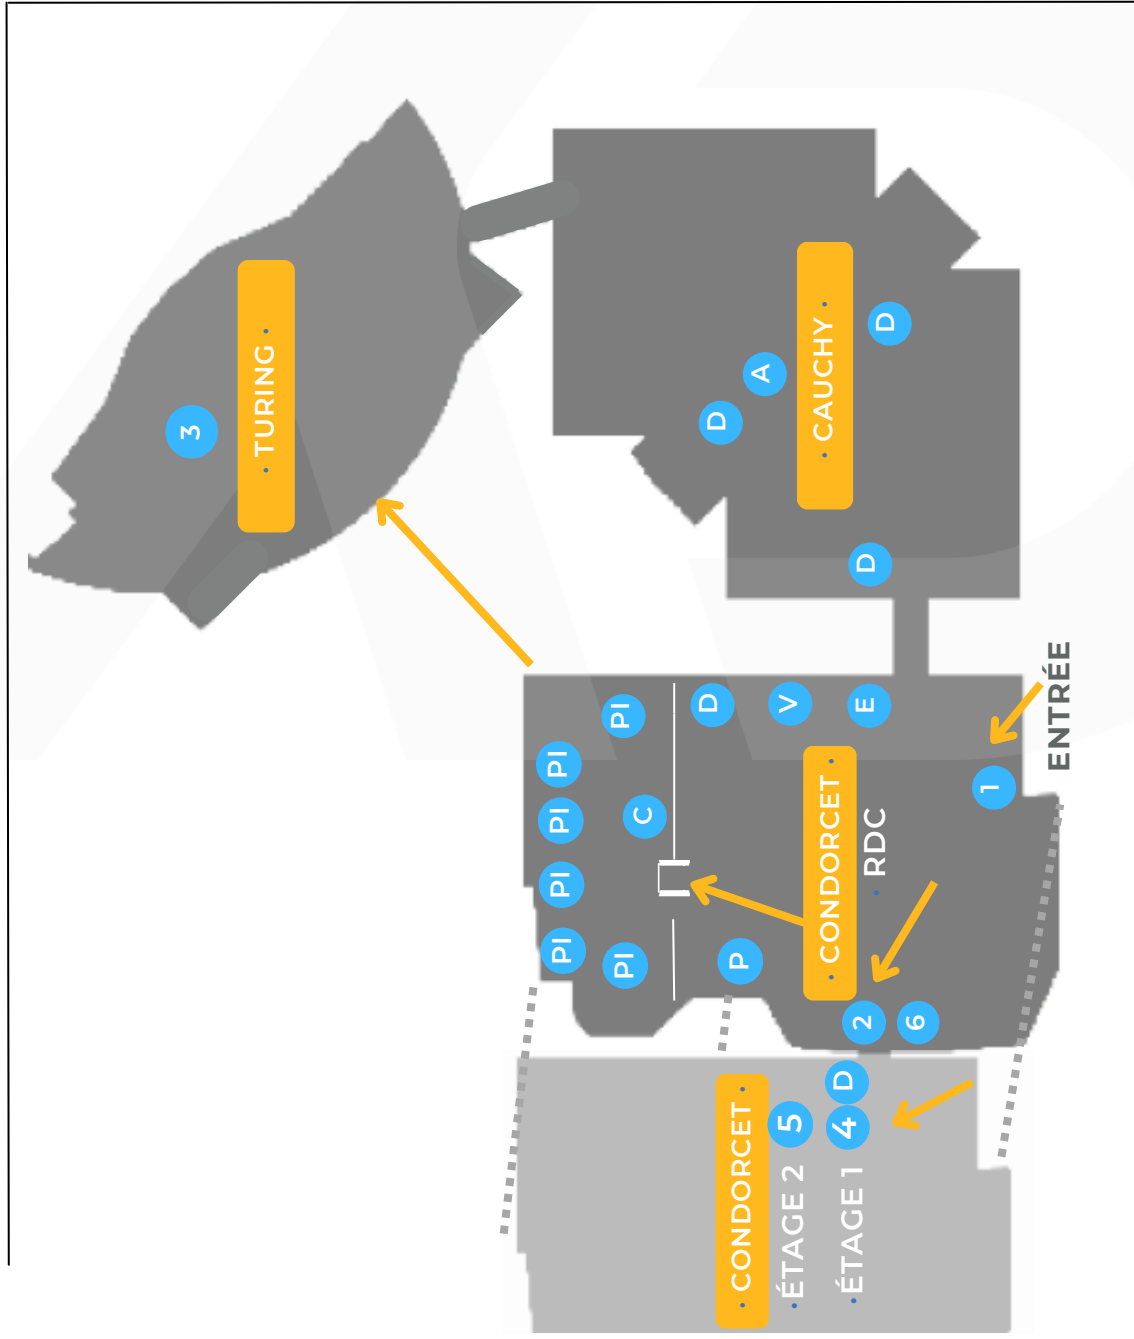 3
TURING
PI
PI
PI
PI
PI
PI
C
D
A
CAUCHY
D
D
P
D
V
E
CONDORCET
RDC
2
6
1
ENTRÉE
CONDORCET
ÉTAGE 2 5
ÉTAGE 1 4 D